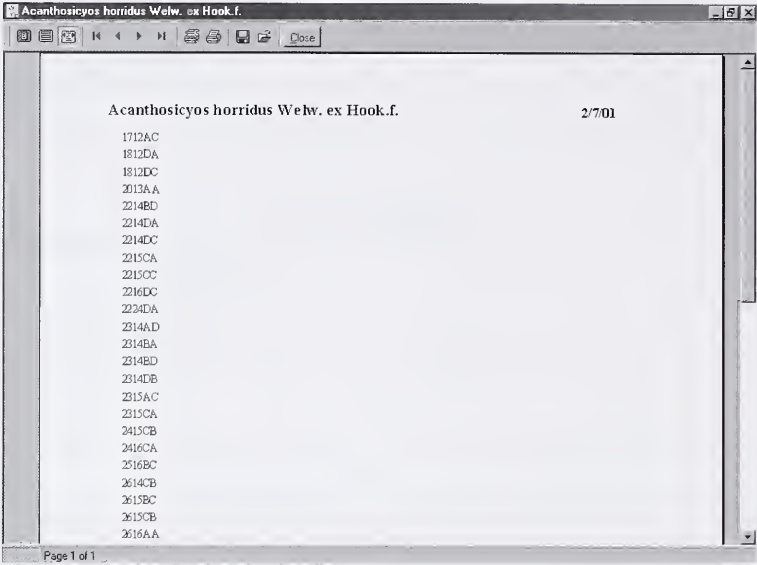 Acanthosicyos horridus Welw. ex Hook.f.
Close
Acanthosicyos horridus Welw. ex Hook.f. 2/7/01
1712AC
1812DA
1812DC
2013AA
2214BD
2214DA
2214DC
2215CA
2215CC
2216DC
2224DA
2314AD
2314BA
2314BD
2314DB
2315AC
2315CA
2415CB
2416CA
2516BC
2614CB
2615BC
2615CB
2616AA
Page 1 of 1